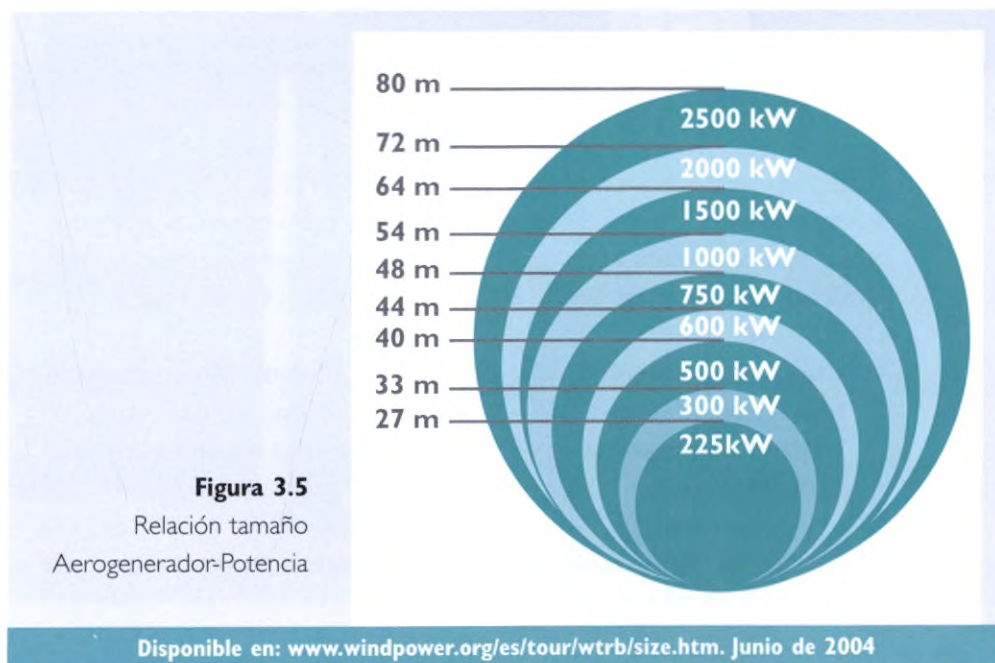 80 m
2500 kW
72 m
2000 kW
64 m
1500 kW
54 m
1000 kW
48 m
750 kW
44 m
600 kW
40 m
500 kW
33 m
300 kW
27 m
225kW
Figura 3.5
Relación tamaño
Aerogenerador-Potencia
Disponible en: www.windpower.org/es/tour/wtrb/size.htm. Junio de 2004